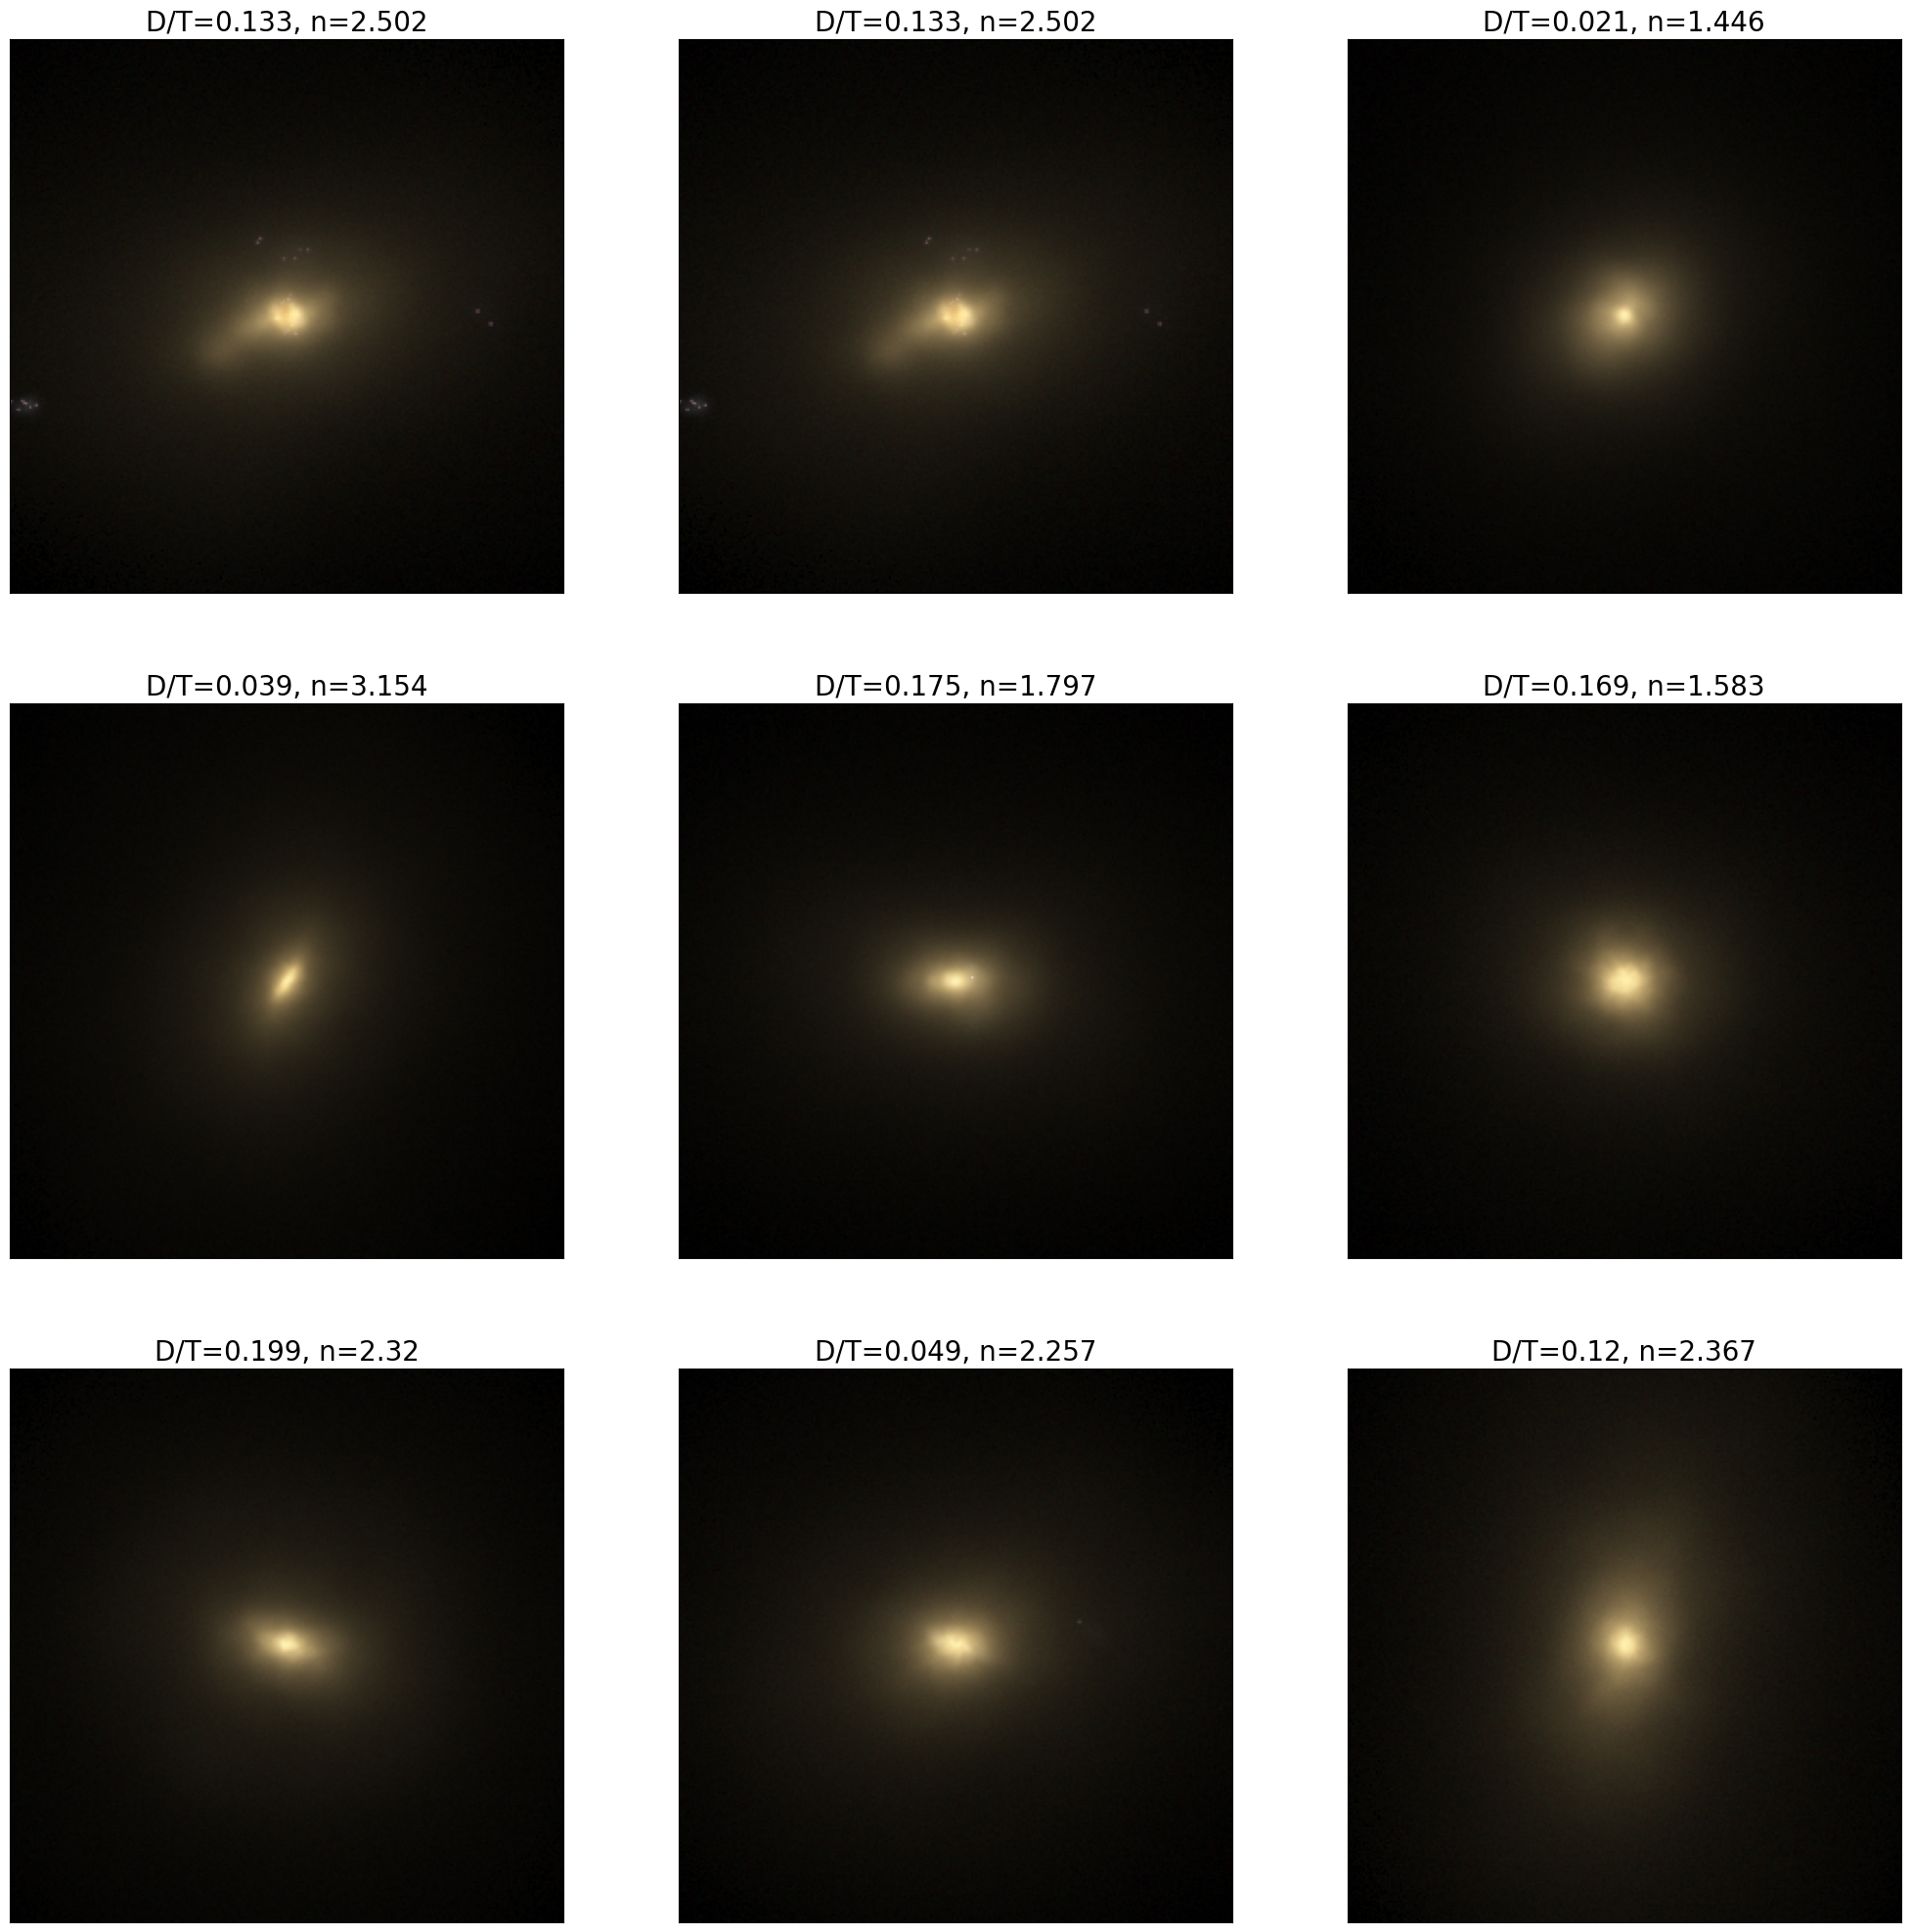 D/T=0.133, n=2.502
D/T=0.133, n=2.502
D/T=0.021, n=1.446
D/T=0.039, n=3.154
D/T=0.175, n=1.797
D/T=0.169, n=1.583
D/T=0.199, n=2.32
D/T=0.049, n=2.257
D/T=0.12, n=2.367